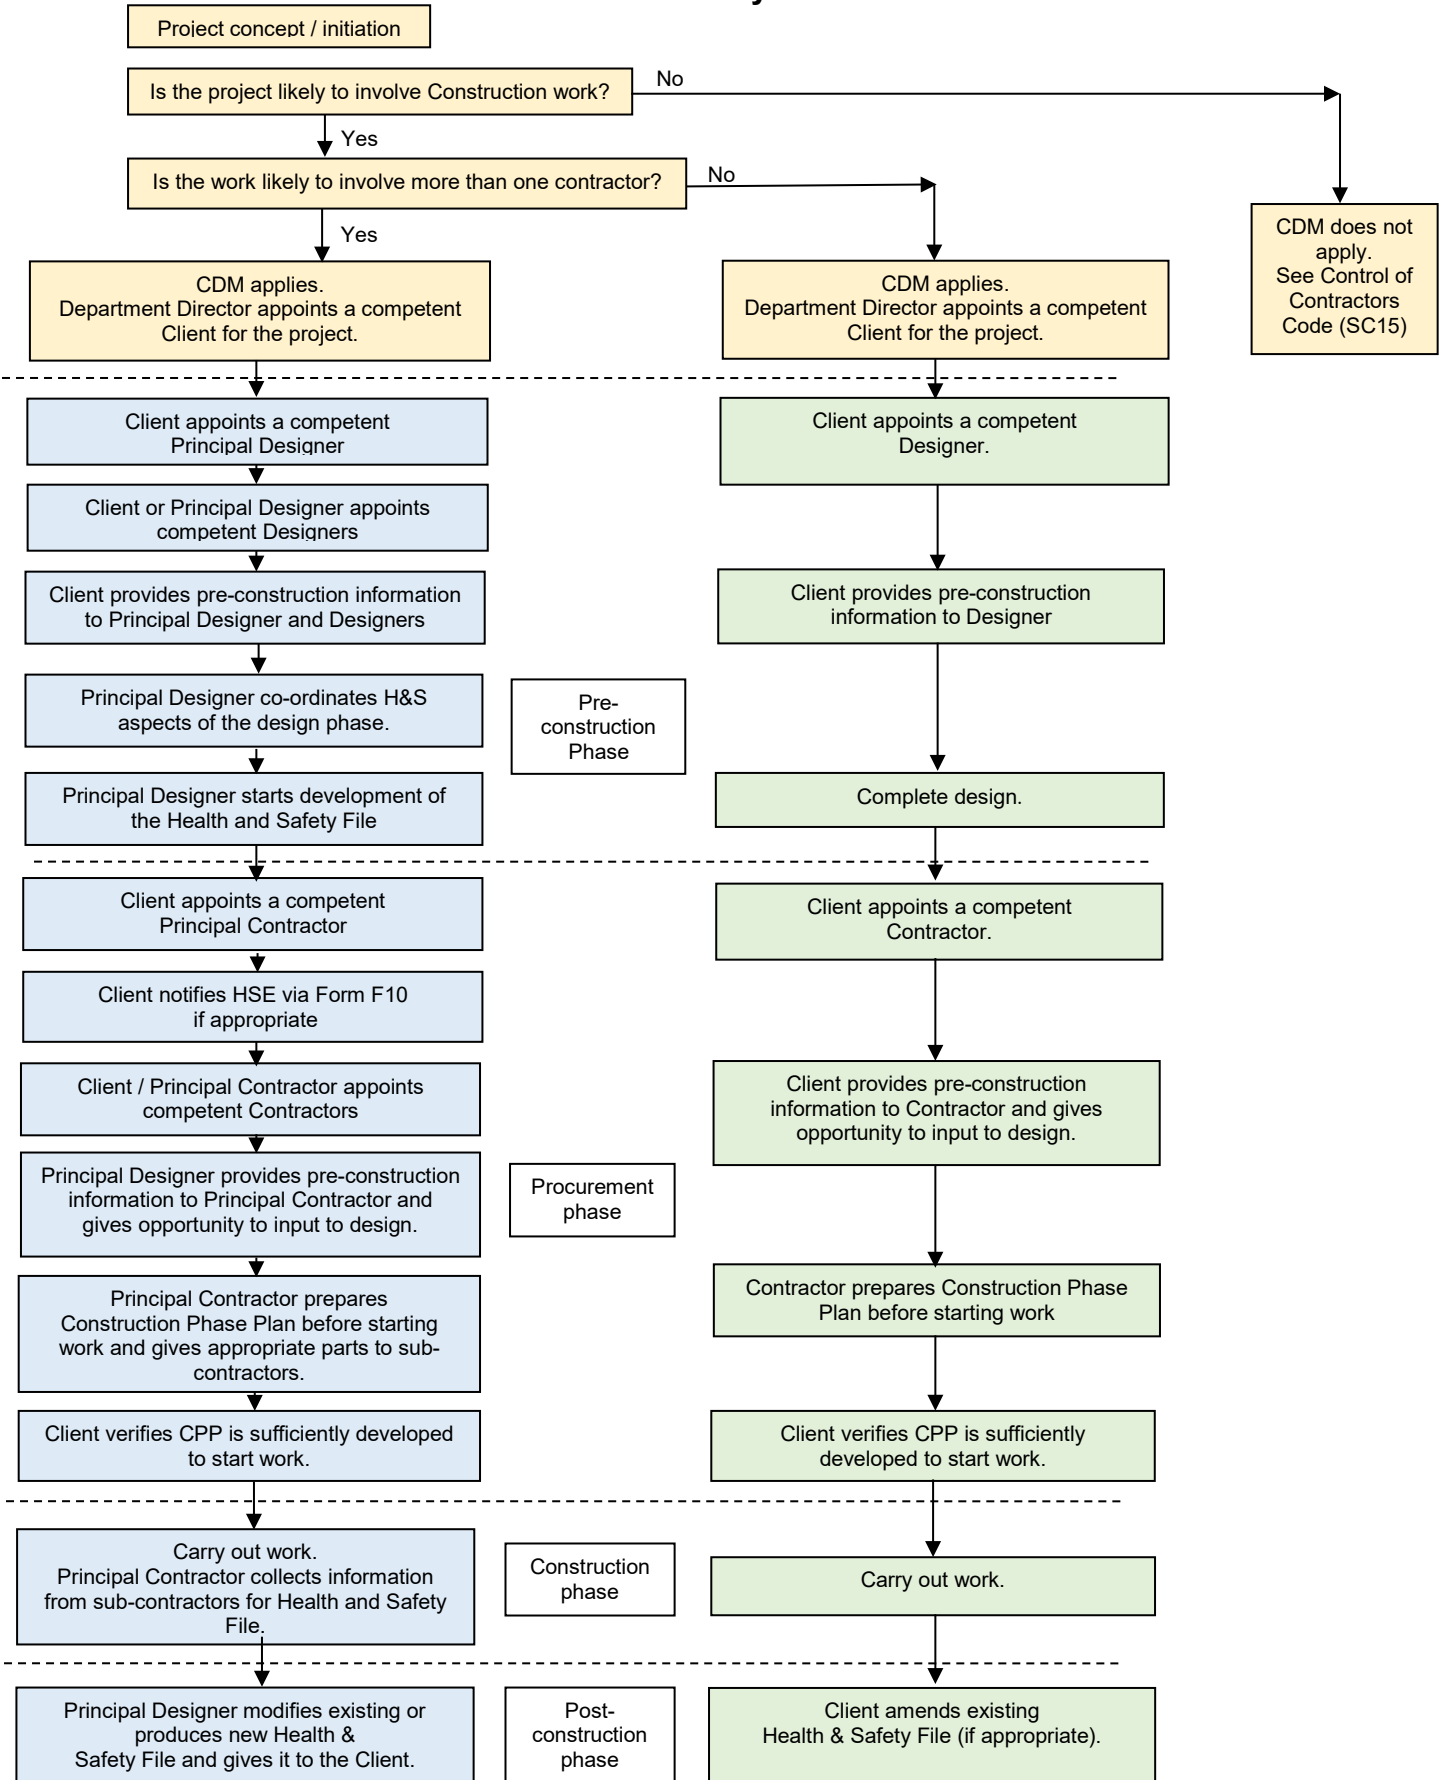 Project concept / initiation
Is the project likely to involve Construction work?
No
Yes
Is the work likely to involve more than one contractor?
No
Yes
CDM does not
apply.
See Control of
Contractors
Code (SC15)
CDM applies.
Department Director appoints a competent
Client for the project.
CDM applies.
Department Director appoints a competent
Client for the project.
Client appoints a competent
Principal Designer
Client or Principal Designer appoints
competent Designers
Client provides pre-construction information
to Principal Designer and Designers
Principal Designer co-ordinates H&S
aspects of the design phase.
Principal Designer starts development of
the Health and Safety File
Pre-
construction
Phase
Client appoints a competent
Designer.
Client provides pre-construction
information to Designer
Complete design.
Client appoints a competent
Principal Contractor
Client notifies HSE via Form F10
if appropriate
Client / Principal Contractor appoints
competent Contractors
Principal Designer provides pre-construction
information to Principal Contractor and
gives opportunity to input to design.
Principal Contractor prepares
Construction Phase Plan before starting
work and gives appropriate parts to sub-
contractors.
Client verifies CPP is sufficiently developed
to start work.
Procurement
phase
Client appoints a competent
Contractor.
Client provides pre-construction
information to Contractor and gives
opportunity to input to design.
Contractor prepares Construction Phase
Plan before starting work
Client verifies CPP is sufficiently
developed to start work.
Carry out work.
Principal Contractor collects information
from sub-contractors for Health and Safety
File.
Construction
phase
Carry out work.
Principal Designer modifies existing or
produces new Health &
Safety File and gives it to the Client.
Post-
construction
phase
Client amends existing
Health & Safety File (if appropriate).